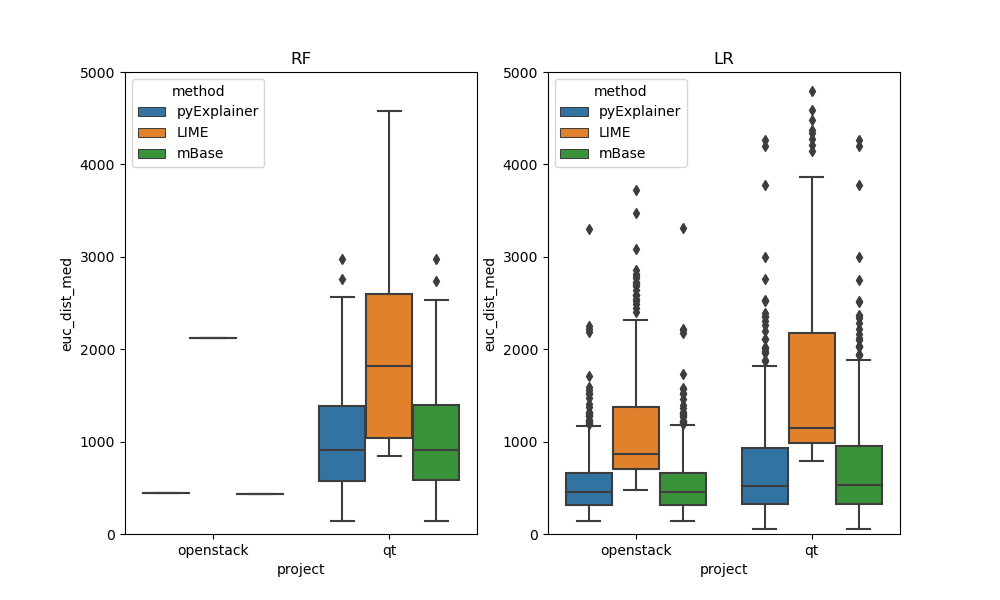 RF
euc_dist_med
5000
4000
3000
2000
1000
0
method
pyExplainer
LIME
mBase
openstack
qt
project
LR
euc_dist_med
5000
4000
3000
2000
1000
0
method
pyExplainer
LIME
mBase
openstack
qt
project